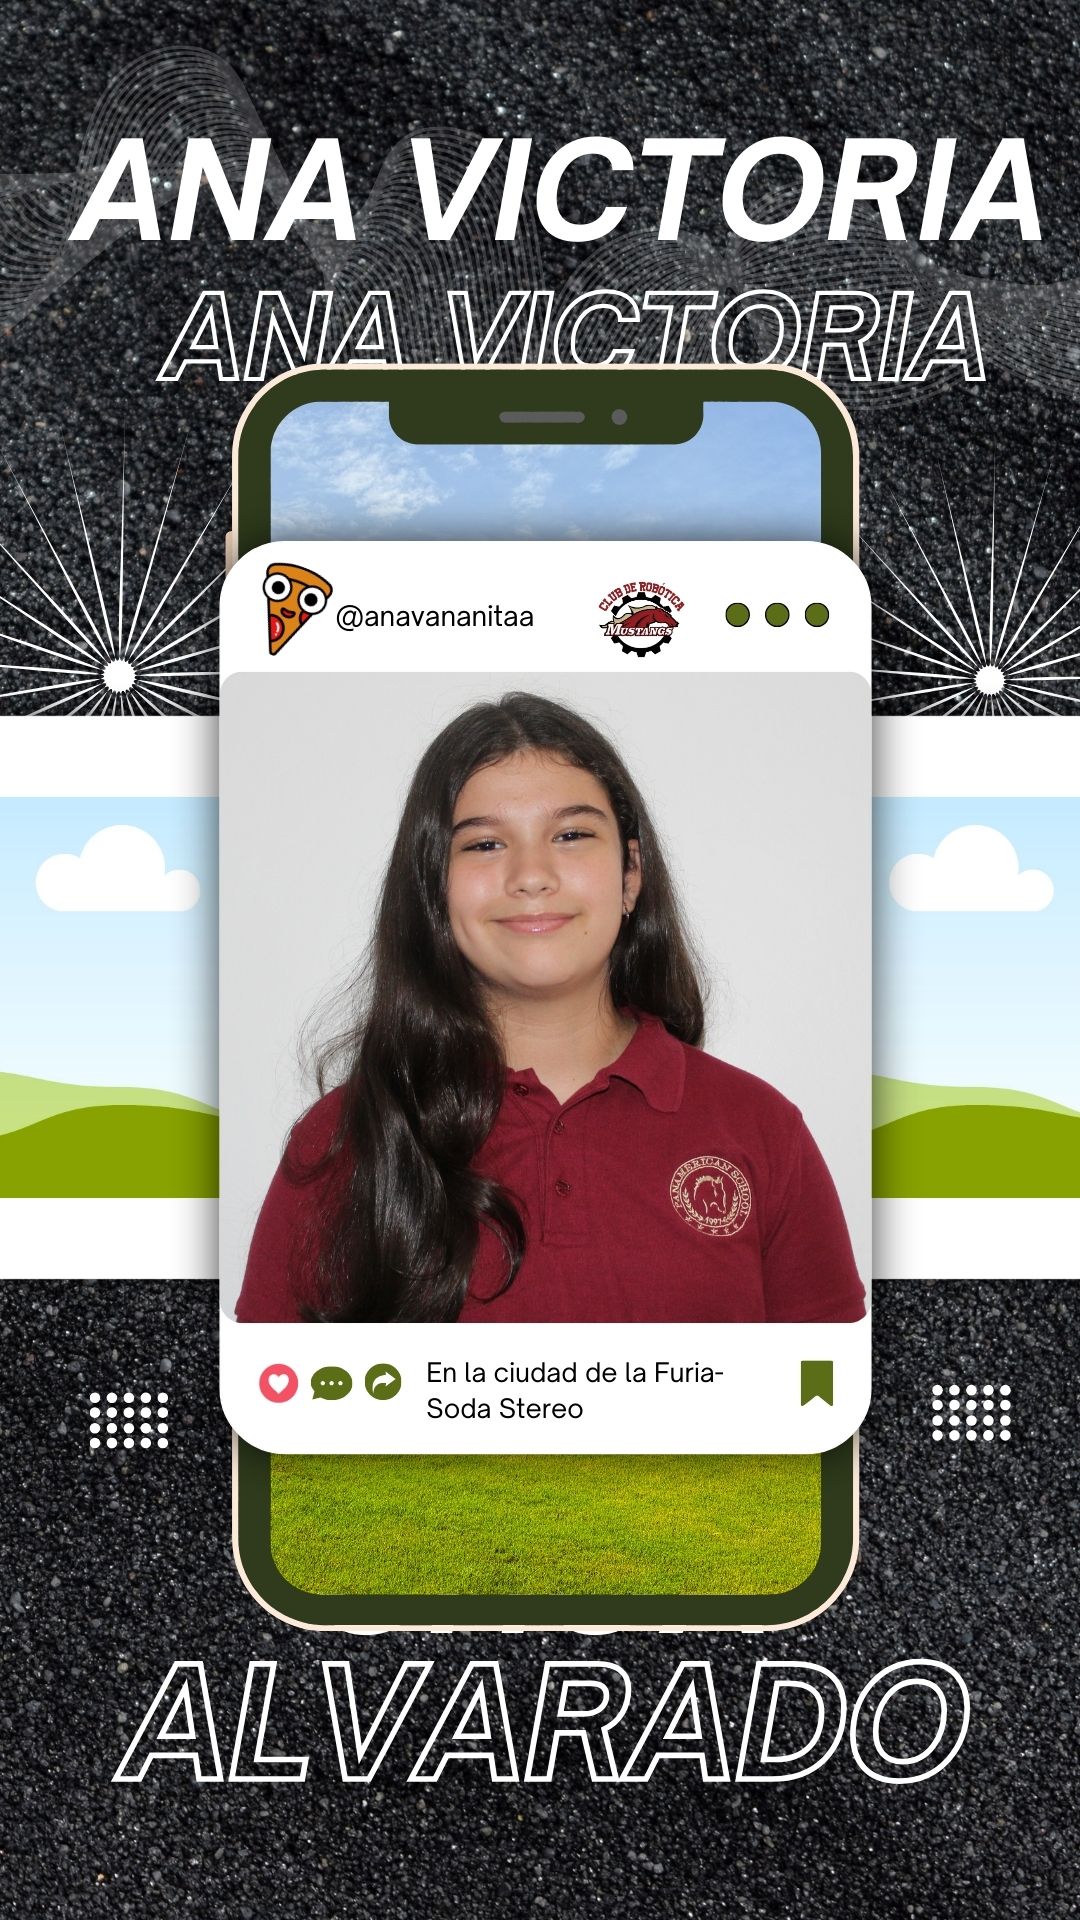 ANA VICTORIA
ANA VICTORIA
@anavananitaa
CLUB DE ROBÓTICA
MUSTANGS
PANAMERICAN SCHOOL
1997
En la ciudad de la Furia-
Soda Stereo
ALVARADO